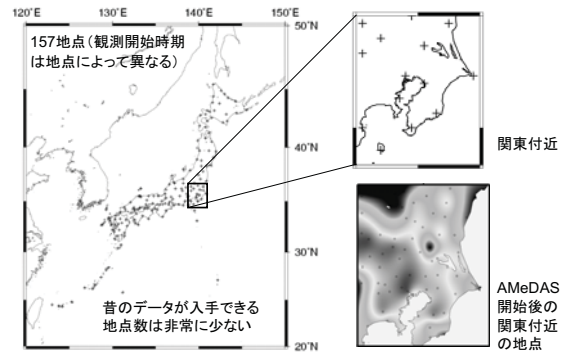 120°E
130°E
140°E
150°E
50°N
157地点(観測開始時期
は地点によって異なる)
40°N
関東付近
30°N
昔のデータが入手できる
地点数は非常に少ない
20°N
AMeDAS
開始後の
関東付近
の地点